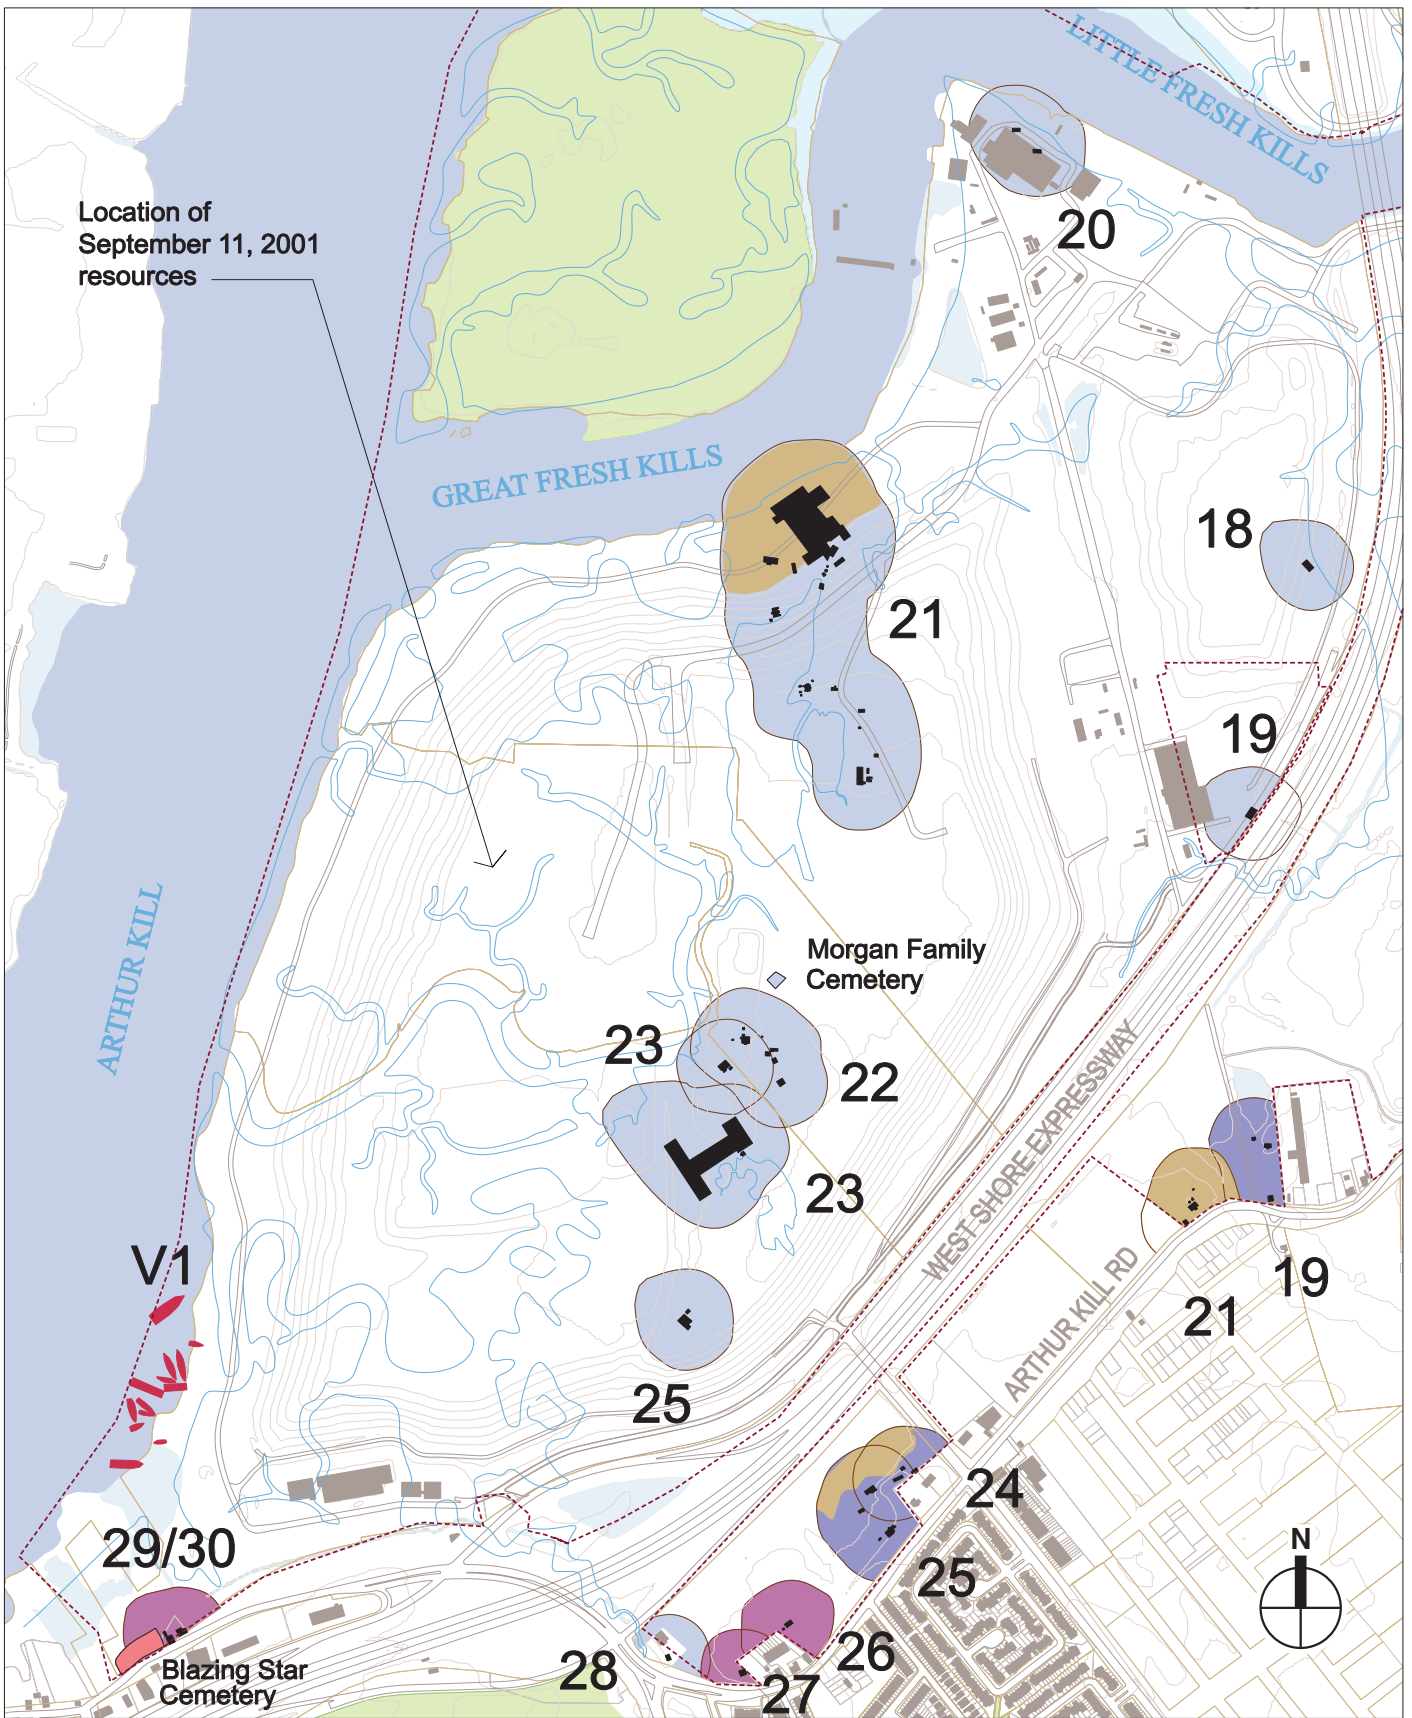 LITTLE FRESH KILLS
Location of
September 11, 2001
resources
20
GREAT FRESH KILLS
18
21
19
ARTHUR KILL
Morgan Family
Cemetery
23
22
WEST SHORE EXPRESSWAY
23
V1
ARTHUR KILL RD
19
21
25
24
N
29/30
25
26
Blazing Star
Cemetery
28
27